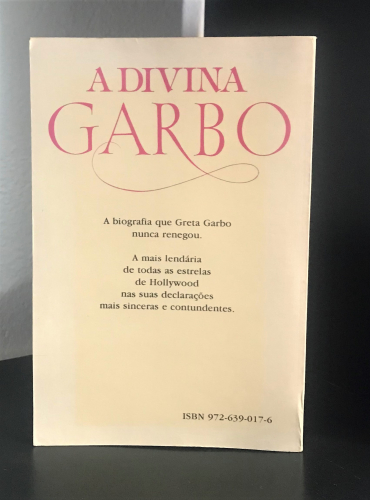 A DIVINA
GARBO
A biografia que Greta Garbo
nunca renegou.
A mais lendária
de todas as estrelas
de Hollywood
nas suas declarações
mais sinceras e contundentes.
ISBN 972-639-017-6